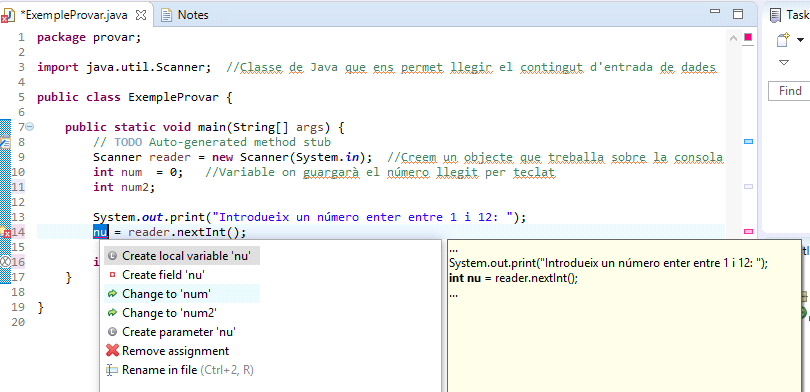 *ExempleProvar.java
Notes
Task
1 package provar;
2
3 import java.util.Scanner;  //Classe de Java que ens permet llegir el contingut d'entrada de dades
4
5 public class ExempleProvar {
6
7 public static void main(String[] args) {
8 // TODO Auto-generated method stub
9 Scanner reader = new Scanner(System.in);  //Creem un objecte que treballa sobre la consola
10 int num  = 0;   //Variable on guargarà el número llegit per teclat
11 int num2;
12
13 System.out.print("Introdueix un número enter entre 1 i 12: ");
14 nu = reader.nextInt();
15
16 i
17 }
18
19 }
20
Find
Create local variable 'nu'
Create field 'nu'
Change to 'num'
Change to 'num2'
Create parameter 'nu'
Remove assignment
Rename in file (Ctrl+2, R)
...
System.out.print("Introdueix un número enter entre 1 i 12: ");
int nu = reader.nextInt();
...